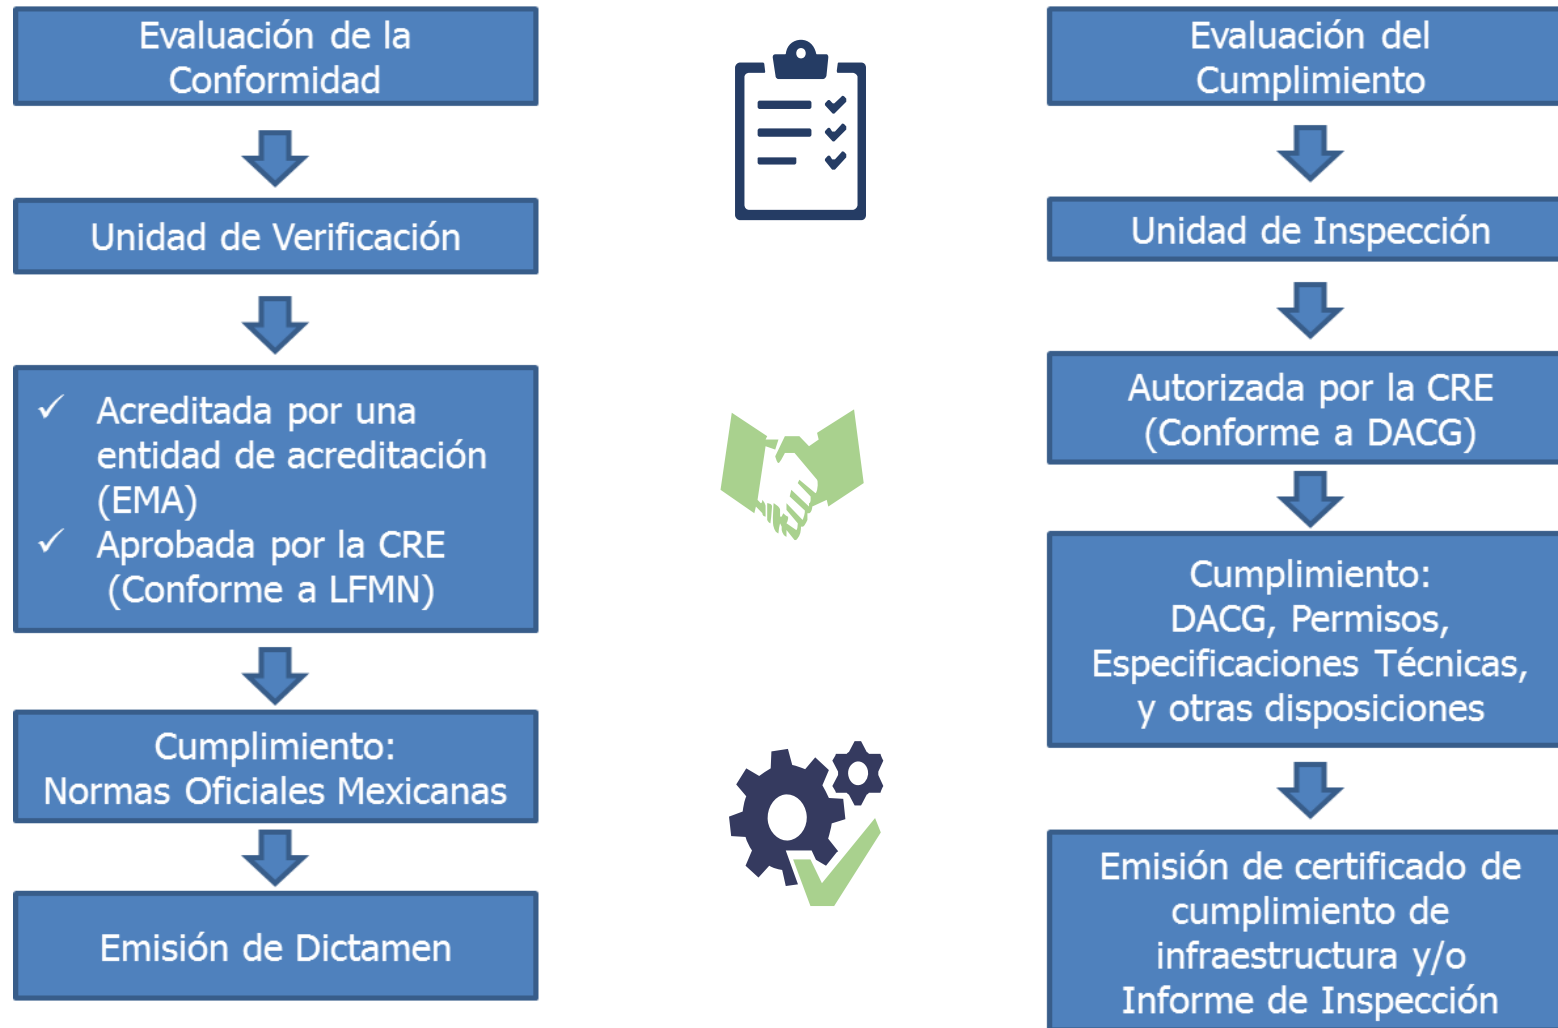 Evaluación de la
Conformidad
Unidad de Verificación
Acreditada por una
entidad de acreditación
(EMA)
Aprobada por la CRE
(Conforme a LFMN)
Cumplimiento:
Normas Oficiales Mexicanas
Emisión de Dictamen
Evaluación del
Cumplimiento
Unidad de Inspección
Autorizada por la CRE
(Conforme a DACG)
Cumplimiento:
DACG, Permisos,
Especificaciones Técnicas,
y otras disposiciones
Emisión de certificado de
cumplimiento de
infraestructura y/o
Informe de Inspección